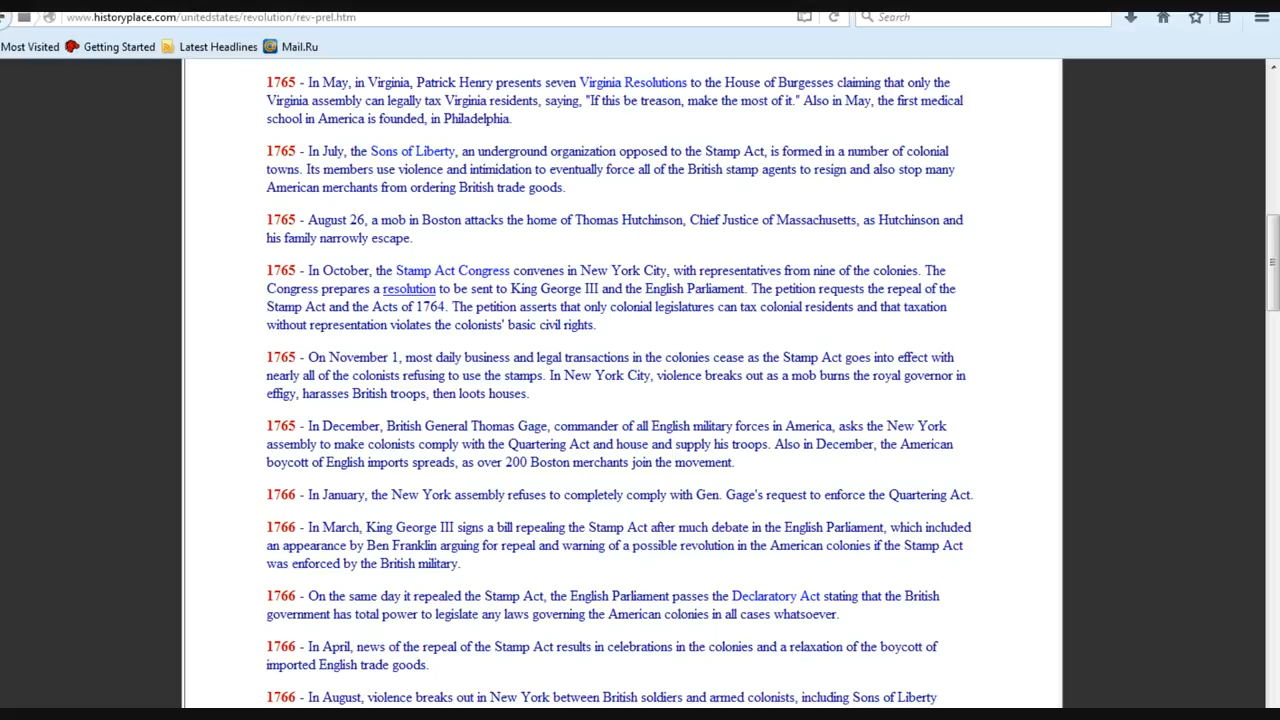 www.historyplace.com/unitedstates/revolution/rev-prel.htm
Search
Most Visited Getting Started Latest Headlines Mail.Ru
1765 - In May, in Virginia, Patrick Henry presents seven Virginia Resolutions to the House of Burgesses claiming that only the
Virginia assembly can legally tax Virginia residents, saying, "If this be treason, make the most of it." Also in May, the first medical
school in America is founded, in Philadelphia.
1765 - In July, the Sons of Liberty, an underground organization opposed to the Stamp Act, is formed in a number of colonial
towns. Its members use violence and intimidation to eventually force all of the British stamp agents to resign and also stop many
American merchants from ordering British trade goods.
1765 - August 26, a mob in Boston attacks the home of Thomas Hutchinson, Chief Justice of Massachusetts, as Hutchinson and
his family narrowly escape.
1765 - In October, the Stamp Act Congress convenes in New York City, with representatives from nine of the colonies. The
Congress prepares a resolution to be sent to King George III and the English Parliament. The petition requests the repeal of the
Stamp Act and the Acts of 1764. The petition asserts that only colonial legislatures can tax colonial residents and that taxation
without representation violates the colonists' basic civil rights.
1765 - On November 1, most daily business and legal transactions in the colonies cease as the Stamp Act goes into effect with
nearly all of the colonists refusing to use the stamps. In New York City, violence breaks out as a mob burns the royal governor in
effigy, harasses British troops, then loots houses.
1765 - In December, British General Thomas Gage, commander of all English military forces in America, asks the New York
assembly to make colonists comply with the Quartering Act and house and supply his troops. Also in December, the American
boycott of English imports spreads, as over 200 Boston merchants join the movement.
1766 - In January, the New York assembly refuses to completely comply with Gen. Gage's request to enforce the Quartering Act.
1766 - In March, King George III signs a bill repealing the Stamp Act after much debate in the English Parliament, which included
an appearance by Ben Franklin arguing for repeal and warning of a possible revolution in the American colonies if the Stamp Act
was enforced by the British military.
1766 - On the same day it repealed the Stamp Act, the English Parliament passes the Declaratory Act stating that the British
government has total power to legislate any laws governing the American colonies in all cases whatsoever.
1766 - In April, news of the repeal of the Stamp Act results in celebrations in the colonies and a relaxation of the boycott of
imported English trade goods.
1766 - In August, violence breaks out in New York between British soldiers and armed colonists, including Sons of Liberty